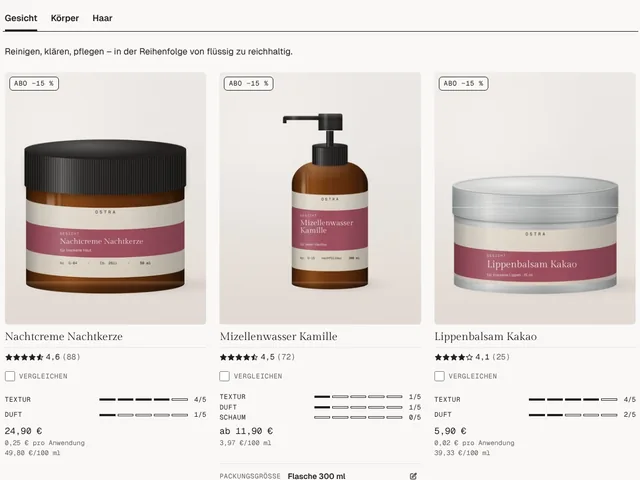 Gesicht Körper Haar
Reinigen, klären, pflegen – in der Reihenfolge von flüssig zu reichhaltig.
ABO −15 %
OSTRA
GESICHT
Nachtcreme Nachtkerze
Nachtcreme Nachtkerze
4,6 (88)
VERGLEICHEN
TEXTUR 4/5
DUFT 1/5
24,90 €
0,25 € pro Anwendung
49,80 €/100 ml
ABO −15 %
OSTRA
GESICHT
Mizellenwasser
Kamille
Mizellenwasser Kamille
4,5 (72)
VERGLEICHEN
TEXTUR 1/5
DUFT 1/5
SCHAUM 0/5
ab 11,90 €
3,97 €/100 ml
PACKUNGSGRÖSSE Flasche 300 ml
ABO −15 %
OSTRA
GESICHT
Lippenbalsam Kakao
Lippenbalsam Kakao
4,1 (25)
VERGLEICHEN
TEXTUR 4/5
DUFT 2/5
5,90 €
0,02 € pro Anwendung
39,33 €/100 ml